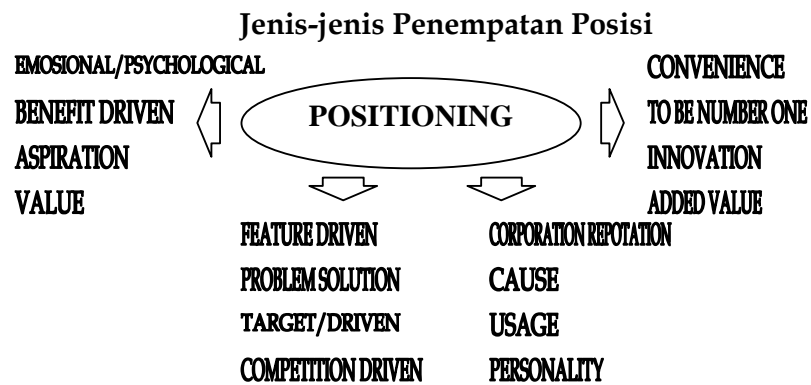 Jenis-jenis Penempatan Posisi
EMOSIONAL/PSYCHOLOGICAL
BENEFIT DRIVEN
ASPIRATION
VALUE
POSITIONING
CONVENIENCE
TO BE NUMBER ONE
INNOVATION
ADDED VALUE
FEATURE DRIVEN
PROBLEM SOLUTION
TARGET/DRIVEN
COMPETITION DRIVEN
CORPORATION REPOTATION
CAUSE
USAGE
PERSONALITY